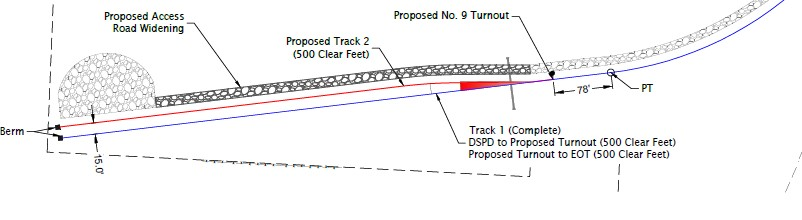 Proposed Access
Road Widening
Proposed No. 9 Turnout
Proposed Track 2
(500 Clear Feet)
78'
PT
Berm
15.0'
Track 1 (Complete)
DSPD to Proposed Turnout (500 Clear Feet)
Proposed Turnout to EOT (500 Clear Feet)